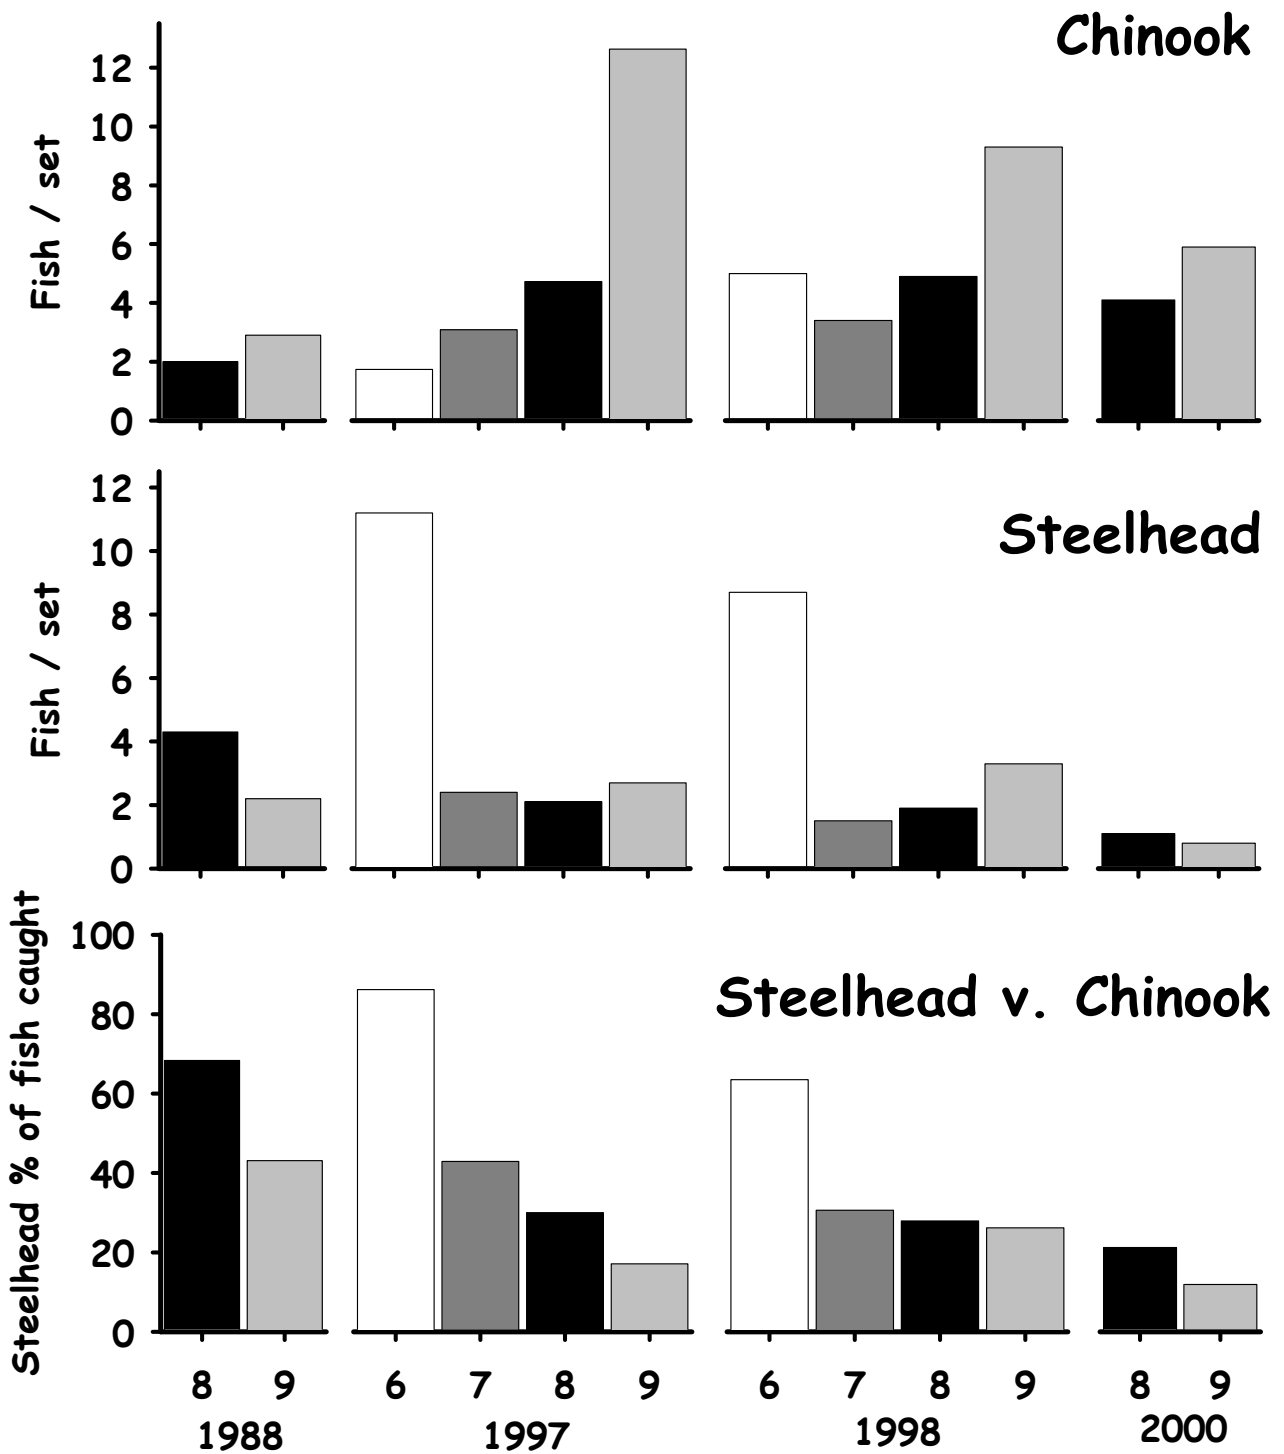 Chinook
Fish / set
12
10
8
6
4
2
0
Steelhead
Fish / set
12
10
8
6
4
2
0
Steelhead v. Chinook
Steelhead % of fish caught
100
80
60
40
20
0
8 9 6 7 8 9 6 7 8 9 8 9
1988 1997 1998 2000